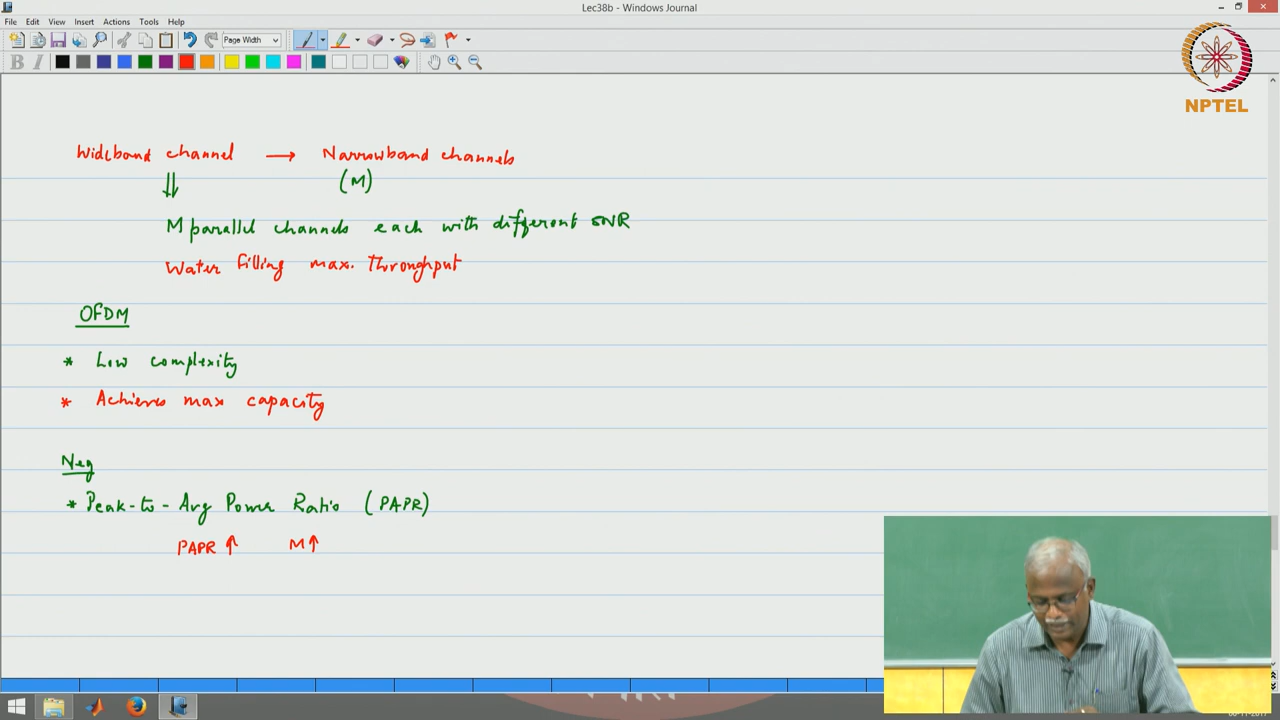 Lec38b - Windows Journal
File Edit View Insert Actions Tools Help
Page Width
NPTEL
Wideband channel → Narrowband channels
⇓ (M)
M parallel channels each with different SNR
Water filling max. Throughput
OFDM
* Low complexity
* Achieves max capacity
Neg
* Peak-to-Avg Power Ratio (PAPR)
PAPR ↑ M ↑